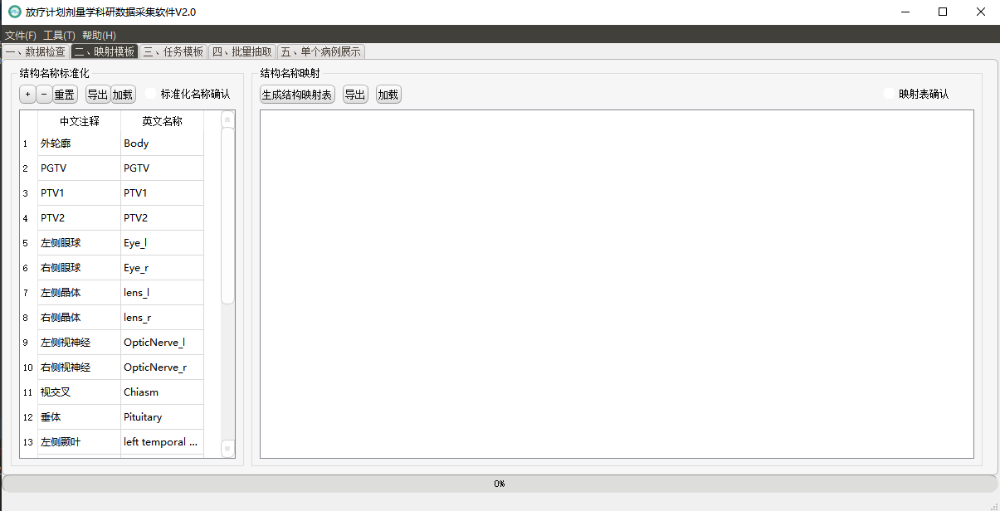 放疗计划剂量学科研数据采集软件V2.0
文件(F) 工具(T) 帮助(H)
一、数据检查 二、映射模板 三、任务模板 四、批量抽取 五、单个病例展示
结构名称标准化
+ − 重置 导出 加载 标准化名称确认
中文注释 英文名称
1 外轮廓 Body
2 PGTV PGTV
3 PTV1 PTV1
4 PTV2 PTV2
5 左侧眼球 Eye_l
6 右侧眼球 Eye_r
7 左侧晶体 lens_l
8 右侧晶体 lens_r
9 左侧视神经 OpticNerve_l
10 右侧视神经 OpticNerve_r
11 视交叉 Chiasm
12 垂体 Pituitary
13 左侧颞叶 left temporal ...
结构名称映射
生成结构映射表 导出 加载 映射表确认
0%